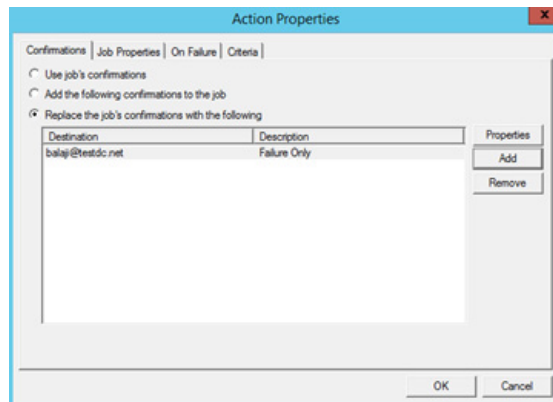 Action Properties
x
Confirmations Job Properties On Failure Criteria
Use job's confirmations
Add the following confirmations to the job
Replace the job's confirmations with the following
Destination Description
balaji@testdc.net Failure Only
Properties
Add
Remove
OK Cancel